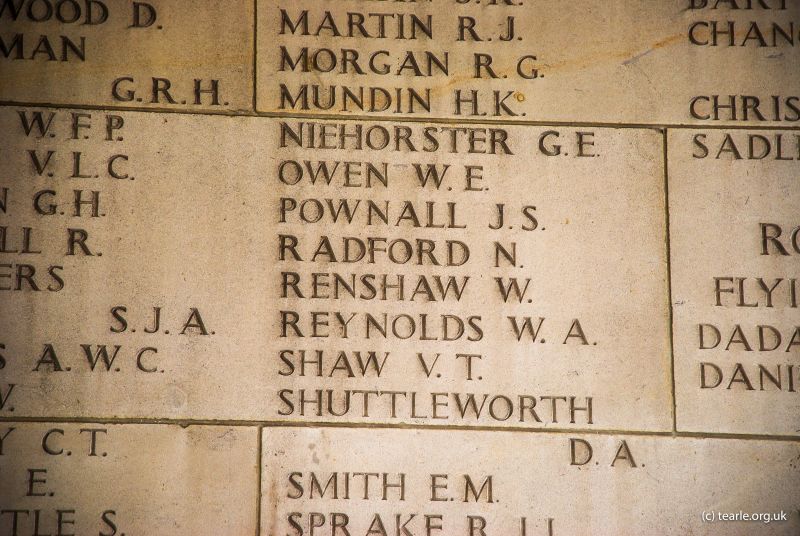 WOOD D.
MAN
G.R.H.
W.F.P.
V.L.C.
G.H.
R.
ERS
S.J.A.
A.W.C.
W.
C.T.
E.
TLE S.
MARTIN R.J.
MORGAN R.G.
MUNDIN H.K.
NIEHORSTER G.E.
OWEN W.E.
POWNALL J.S.
RADFORD N.
RENSHAW W.
REYNOLDS W.A.
SHAW V.T.
SHUTTLEWORTH
D.A.
SMITH E.M.
SPRAKE R.
CHAN
CHRIS
SADL
RO
FLYI
DADA
DANI
(c) tearle.org.uk